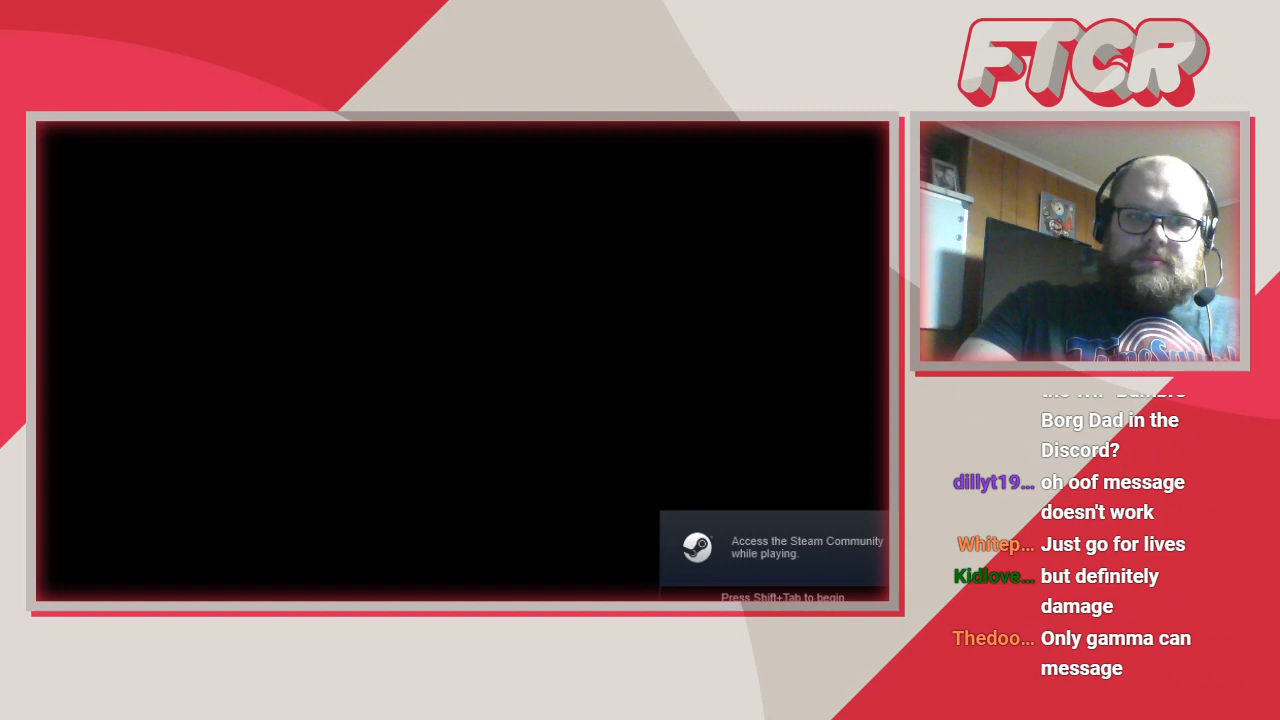 FTCR
Access the Steam Community
while playing.
Press Shift+Tab to begin
Borg Dad in the
Discord?
dillyt19... oh oof message
doesn't work
Whitep... Just go for lives
Kidlove... but definitely
damage
Thedoo... Only gamma can
message